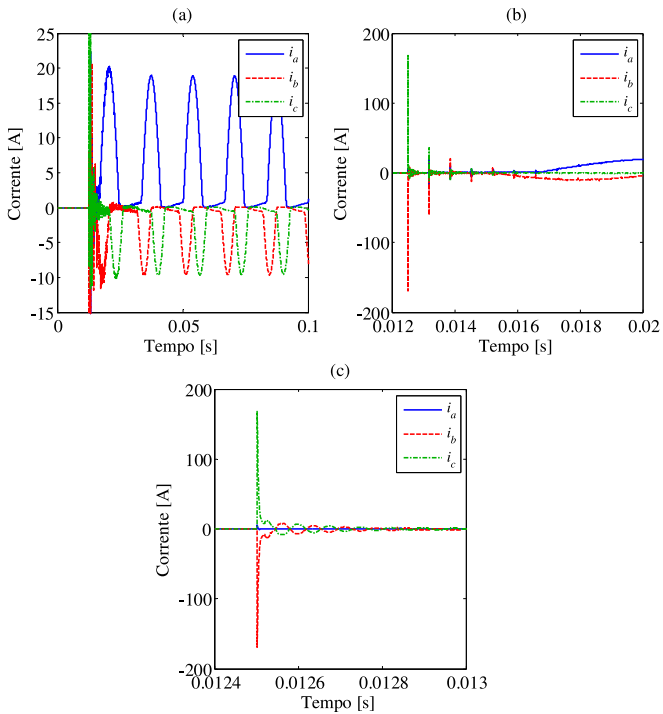 (a)
Corrente [A]
25
20
15
10
5
0
-5
-10
-15
0
0.05
0.1
Tempo [s]
i_a
i_b
i_c
(b)
Corrente [A]
200
100
0
-100
-200
0.012
0.014
0.016
0.018
0.02
Tempo [s]
i_a
i_b
i_c
(c)
Corrente [A]
200
100
0
-100
-200
0.0124
0.0126
0.0128
0.013
Tempo [s]
i_a
i_b
i_c